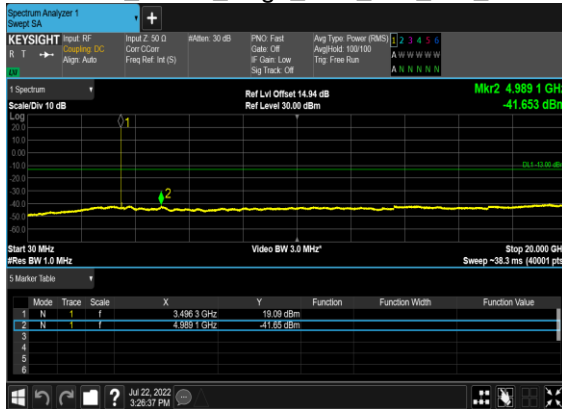 Spectrum Analyzer 1
Swept SA
+
KEYSIGHT Input: RF Input Z: 50 Ω #Atten: 30 dB PNO: Fast Avg Type: Power (RMS) 1 2 3 4 5 6
R T Coupling: DC Corr CCorr Gate: Off Avg|Hold: 100/100 A W W W W W
Align: Auto Freq Ref: Int (S) IF Gain: Low Trig: Free Run
LXI Sig Track: Off A N N N N N
1 Spectrum Ref Lvl Offset 14.94 dB Mkr2 4.989 1 GHz
Scale/Div 10 dB Ref Level 30.00 dBm -41.653 dBm
Log
20.0
10.0
0.00
-10.0
-20.0
-30.0
-40.0
-50.0
-60.0
1
2
DL1 -13.00 dBm
Start 30 MHz Video BW 3.0 MHz* Stop 20.000 GHz
#Res BW 1.0 MHz Sweep ~38.3 ms (40001 pts)
5 Marker Table
Mode Trace Scale X Y Function Function Width Function Value
1 N 1 f 3.496 3 GHz 19.09 dBm
2 N 1 f 4.989 1 GHz -41.65 dBm
3
4
5
6
? Jul 22, 2022
3:26:37 PM